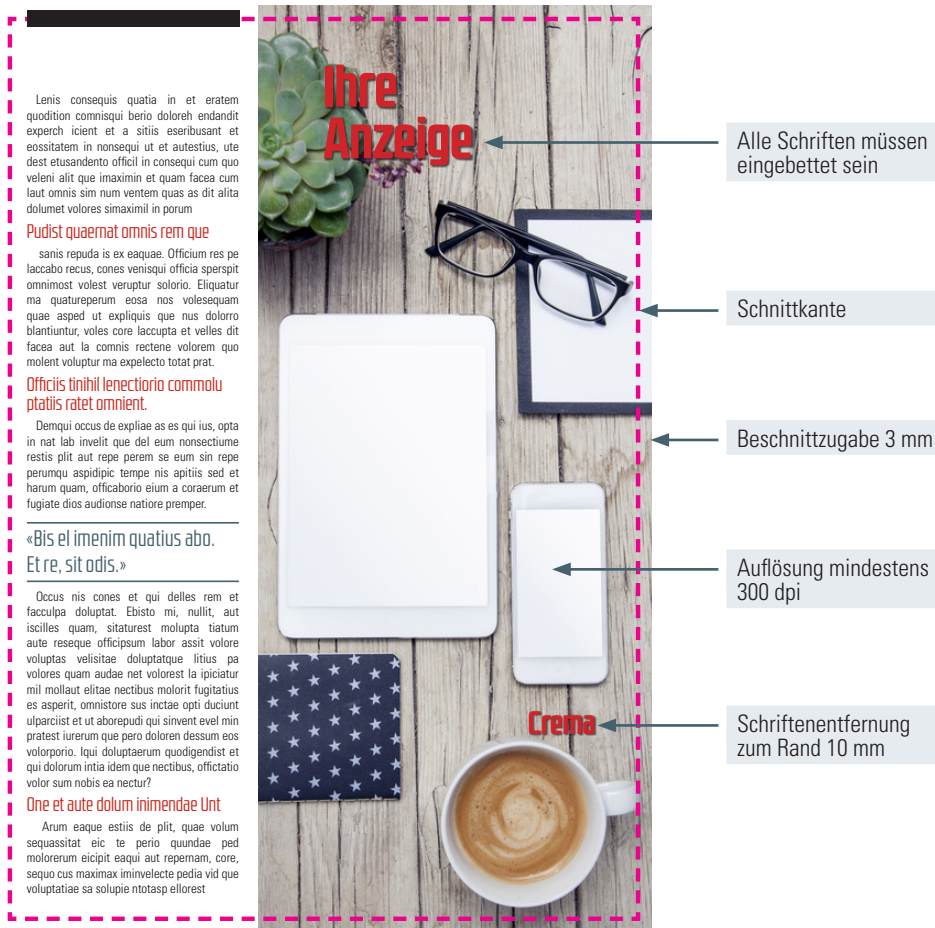 Lenis consequis quatia in et eratem
quodition comnisqui berio doloreh endandit
experch icient et a sitiis eseribusant et
eossitatem in nonsequi ut et autestius, ute
dest etusandento officil in consequi cum quo
veleni alit que imaximin et quam facea cum
laut omnis sim num ventem quas as dit alita
dolumet volores simaximil in porum
Pudist quaernat omnis rem que
sanis repuda is ex eaquae. Officium res pe
laccabo recus, cones venisqui officia sperspit
omnimost volest veruptur solorio. Eliquatur
ma quatureperum eosa nos volesequam
quae asped ut expliquis que nus dolorro
blantiuntur, voles core laccupta et velles dit
facea aut la comnis rectene volorem quo
molent voluptur ma expelecto totat prat.
Officiis tinihil lenectiorio commolu
ptatiis ratet omnient.
Demqui occus de expliae as es qui ius, opta
in nat lab invelit que del eum nonsectiume
restis plit aut repe perem se eum sin repe
perumqu aspidipic tempe nis apitiis sed et
harum quam, officaborio eium a coraerum et
fugiate dios audionse natiore premper.
«Bis el imenim quatius abo.
Et re, sit odis.»
Occus nis cones et qui delles rem et
facculpa doluptat. Ebisto mi, nullit, aut
iscilles quam, sitaturest molupta tiatum
aute reseque officipsum labor assit volore
voluptas velisitae doluptatque litius pa
volores quam audae net volorest la ipiciatur
mil mollaut elitae nectibus molorit fugitatius
es asperit, omnistore sus inctae opti duciunt
ulparciist et ut aborepudi qui sinvent evel min
pratest iurerum que pero doloren dessum eos
volorporio. Iqui doluptaerum quodigendist et
qui dolorum intia idem que nectibus, offictatio
volor sum nobis ea nectur?
One et aute dolum inimendae Unt
Arum eaque estiis de plit, quae volum
sequassitat eic te perio quundae ped
molorerum eicipit eaqui aut repernam, core,
sequo cus maximax iminvelecte pedia vid que
voluptatiae sa solupie ntotasp ellorest
Ihre
Anzeige
Crema
Alle Schriften müssen
eingebettet sein
Schnittkante
Beschnittzugabe 3 mm
Auflösung mindestens
300 dpi
Schriftenentfernung
zum Rand 10 mm